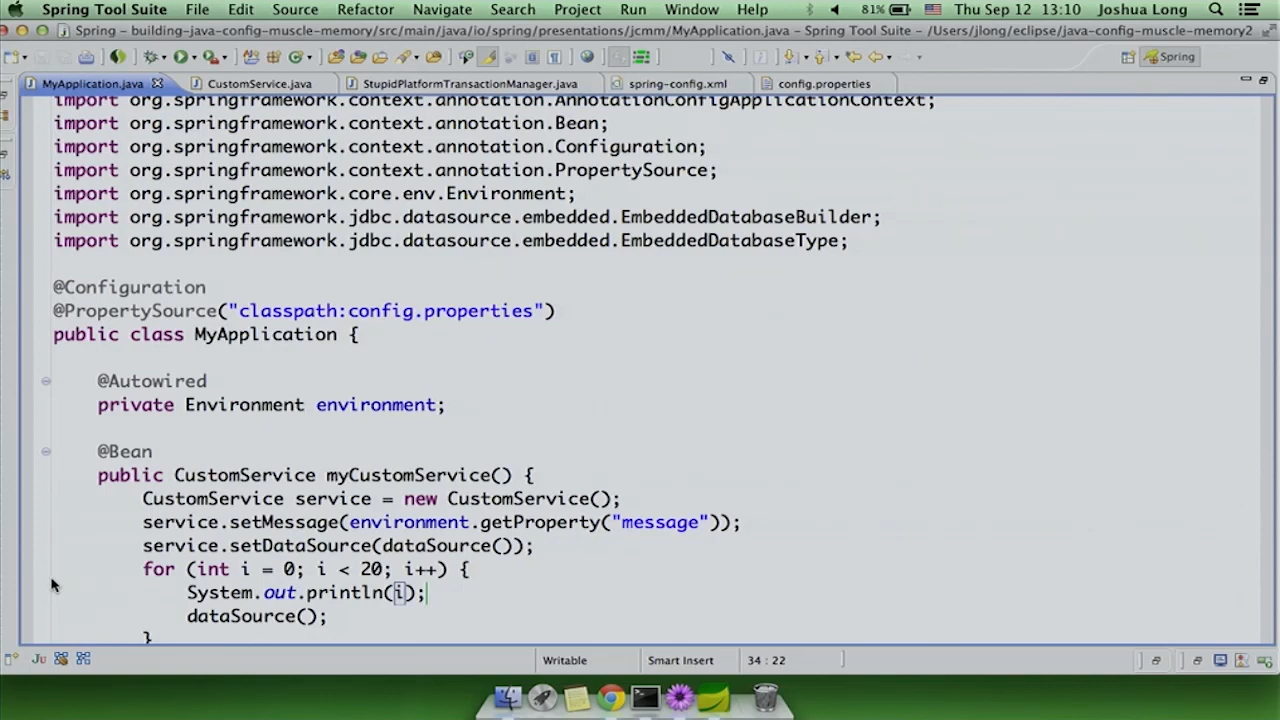 Spring Tool Suite File Edit Source Refactor Navigate Search Project Run Window Help 81% Thu Sep 12 13:10 Joshua Long
Spring - building-java-config-muscle-memory/src/main/java/io/spring/presentations/jcmm/MyApplication.java - Spring Tool Suite - /Users/jlong/eclipse/java-config-muscle-memory2
Spring
MyApplication.java CustomService.java StupidPlatformTransactionManager.java spring-config.xml config.properties
import org.springframework.context.annotation.AnnotationConfigApplicationContext;
import org.springframework.context.annotation.Bean;
import org.springframework.context.annotation.Configuration;
import org.springframework.context.annotation.PropertySource;
import org.springframework.core.env.Environment;
import org.springframework.jdbc.datasource.embedded.EmbeddedDatabaseBuilder;
import org.springframework.jdbc.datasource.embedded.EmbeddedDatabaseType;
@Configuration
@PropertySource("classpath:config.properties")
public class MyApplication {
@Autowired
private Environment environment;
@Bean
public CustomService myCustomService() {
CustomService service = new CustomService();
service.setMessage(environment.getProperty("message"));
service.setDataSource(dataSource());
for (int i = 0; i < 20; i++) {
System.out.println(i);
dataSource();
}
Ju Writable Smart Insert 34 : 22